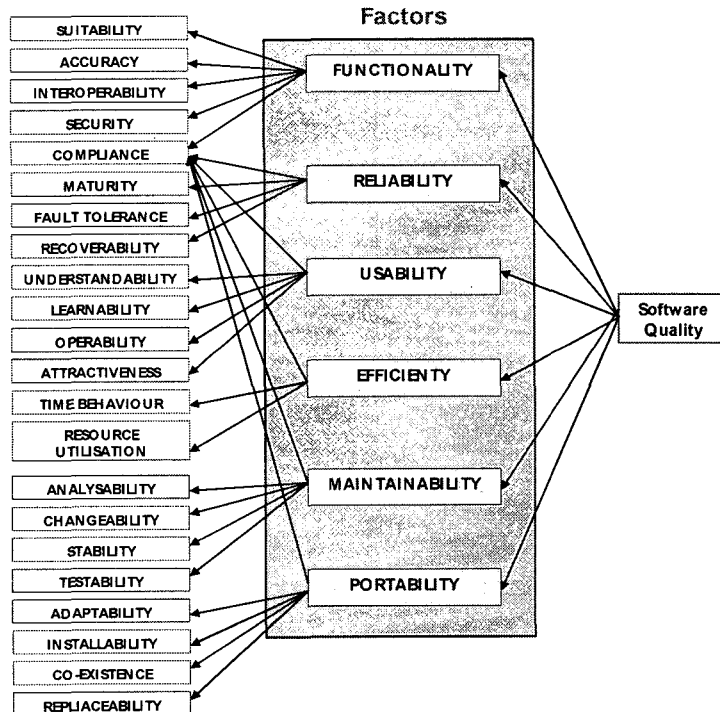 Factors
SUITABILITY
ACCURACY
INTEROPERABILITY
SECURITY
COMPLIANCE
MATURITY
FAULT TOLERANCE
RECOVERABILITY
UNDERSTANDABILITY
LEARNABILITY
OPERABILITY
ATTRACTIVENESS
TIME BEHAVIOUR
RESOURCE
UTILISATION
ANALYSABILITY
CHANGEABILITY
STABILITY
TESTABILITY
ADAPTABILITY
INSTALLABILITY
CO-EXISTENCE
REPLIACEABILITY
FUNCTIONALITY
RELIABILITY
USABILITY
EFFICIENTY
MAINTAINABILITY
PORTABILITY
Software
Quality